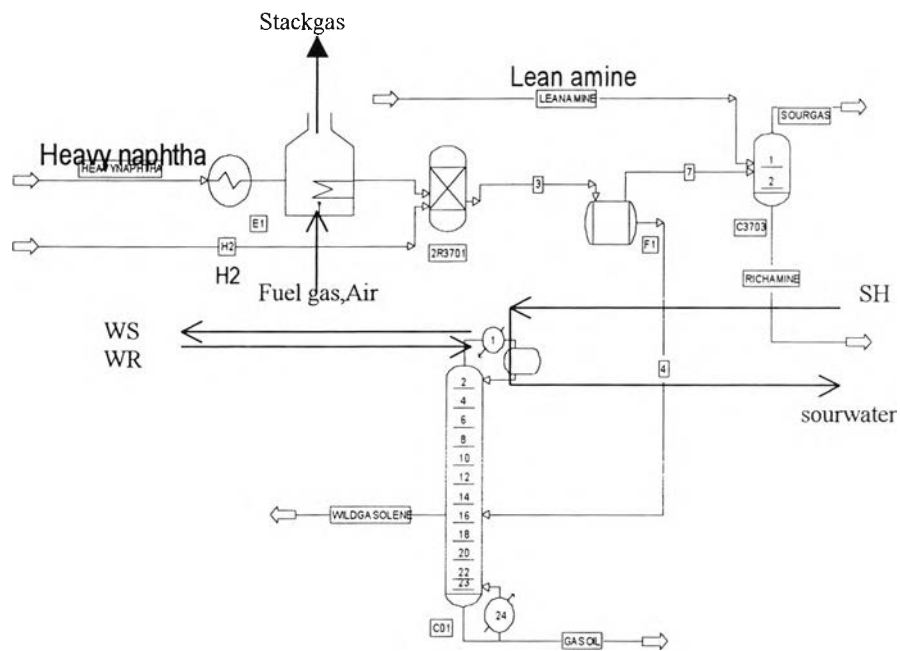 Stackgas
Lean amine
LEANAMINE
SOURGAS
Heavy naphtha
HEAVYNAPHTHA
1
2
3
7
E1
2R3701
F1
C3703
H2
H2
Fuel gas,Air
RICHAMINE
SH
WS
WR
1
4
sourwater
2
4
6
8
10
12
14
16
18
20
22
23
WILDGASOLENE
24
C01
GASOIL